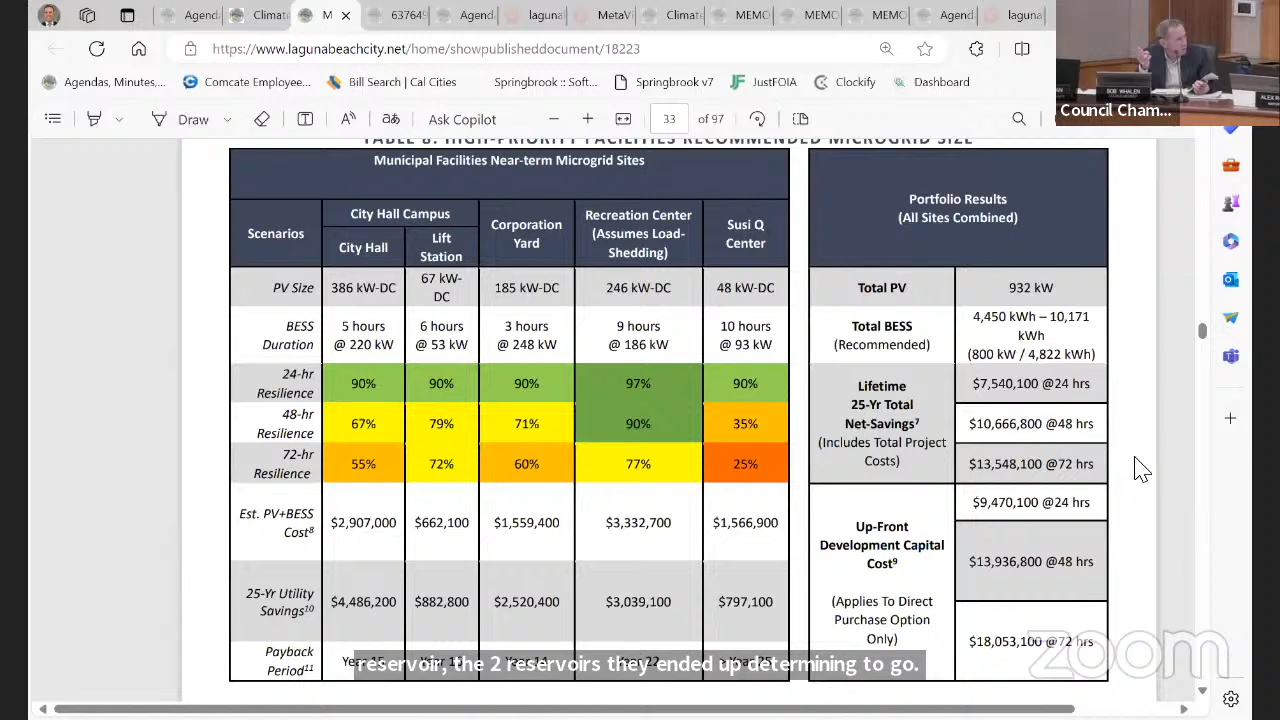 Agend
Climat
M
637649
Agend
laguna
MetaV
Climate
MEMO
MEMO
MEMO
Agend
laguna
https://www.lagunabeachcity.net/home/showpublisheddocument/18223
Agendas, Minutes,...
Comcate Employee...
Bill Search | Cal Cities
Springbrook :: Soft...
Springbrook v7
JustFOIA
Clockify
Dashboard
BOB WHALEN
Council Cham...
Draw
Ask Copilot
33 of 97
TABLE 8: HIGH-PRIORITY FACILITIES RECOMMENDED MICROGRID SIZE
Municipal Facilities Near-term Microgrid Sites
Scenarios
City Hall Campus
City Hall
Lift
Station
Corporation
Yard
Recreation Center
(Assumes Load-
Shedding)
Susi Q
Center
PV Size
386 kW-DC
67 kW-
DC
185 kW-DC
246 kW-DC
48 kW-DC
BESS
Duration
5 hours
@ 220 kW
6 hours
@ 53 kW
3 hours
@ 248 kW
9 hours
@ 186 kW
10 hours
@ 93 kW
24-hr
Resilience
90%
90%
90%
97%
90%
48-hr
Resilience
67%
79%
71%
90%
35%
72-hr
Resilience
55%
72%
60%
77%
25%
Est. PV+BESS
Cost8
$2,907,000
$662,100
$1,559,400
$3,332,700
$1,566,900
25-Yr Utility
Savings10
$4,486,200
$882,800
$2,520,400
$3,039,100
$797,100
Payback
Period11
Portfolio Results
(All Sites Combined)
Total PV
932 kW
Total BESS
(Recommended)
4,450 kWh – 10,171
kWh
(800 kW / 4,822 kWh)
Lifetime
25-Yr Total
Net-Savings7
(Includes Total Project
Costs)
$7,540,100 @24 hrs
$10,666,800 @48 hrs
$13,548,100 @72 hrs
Up-Front
Development Capital
Cost9
(Applies To Direct
Purchase Option
Only)
$9,470,100 @24 hrs
$13,936,800 @48 hrs
$18,053,100 @72 hrs
reservoir, the 2 reservoirs they ended up determining to go.
zoom